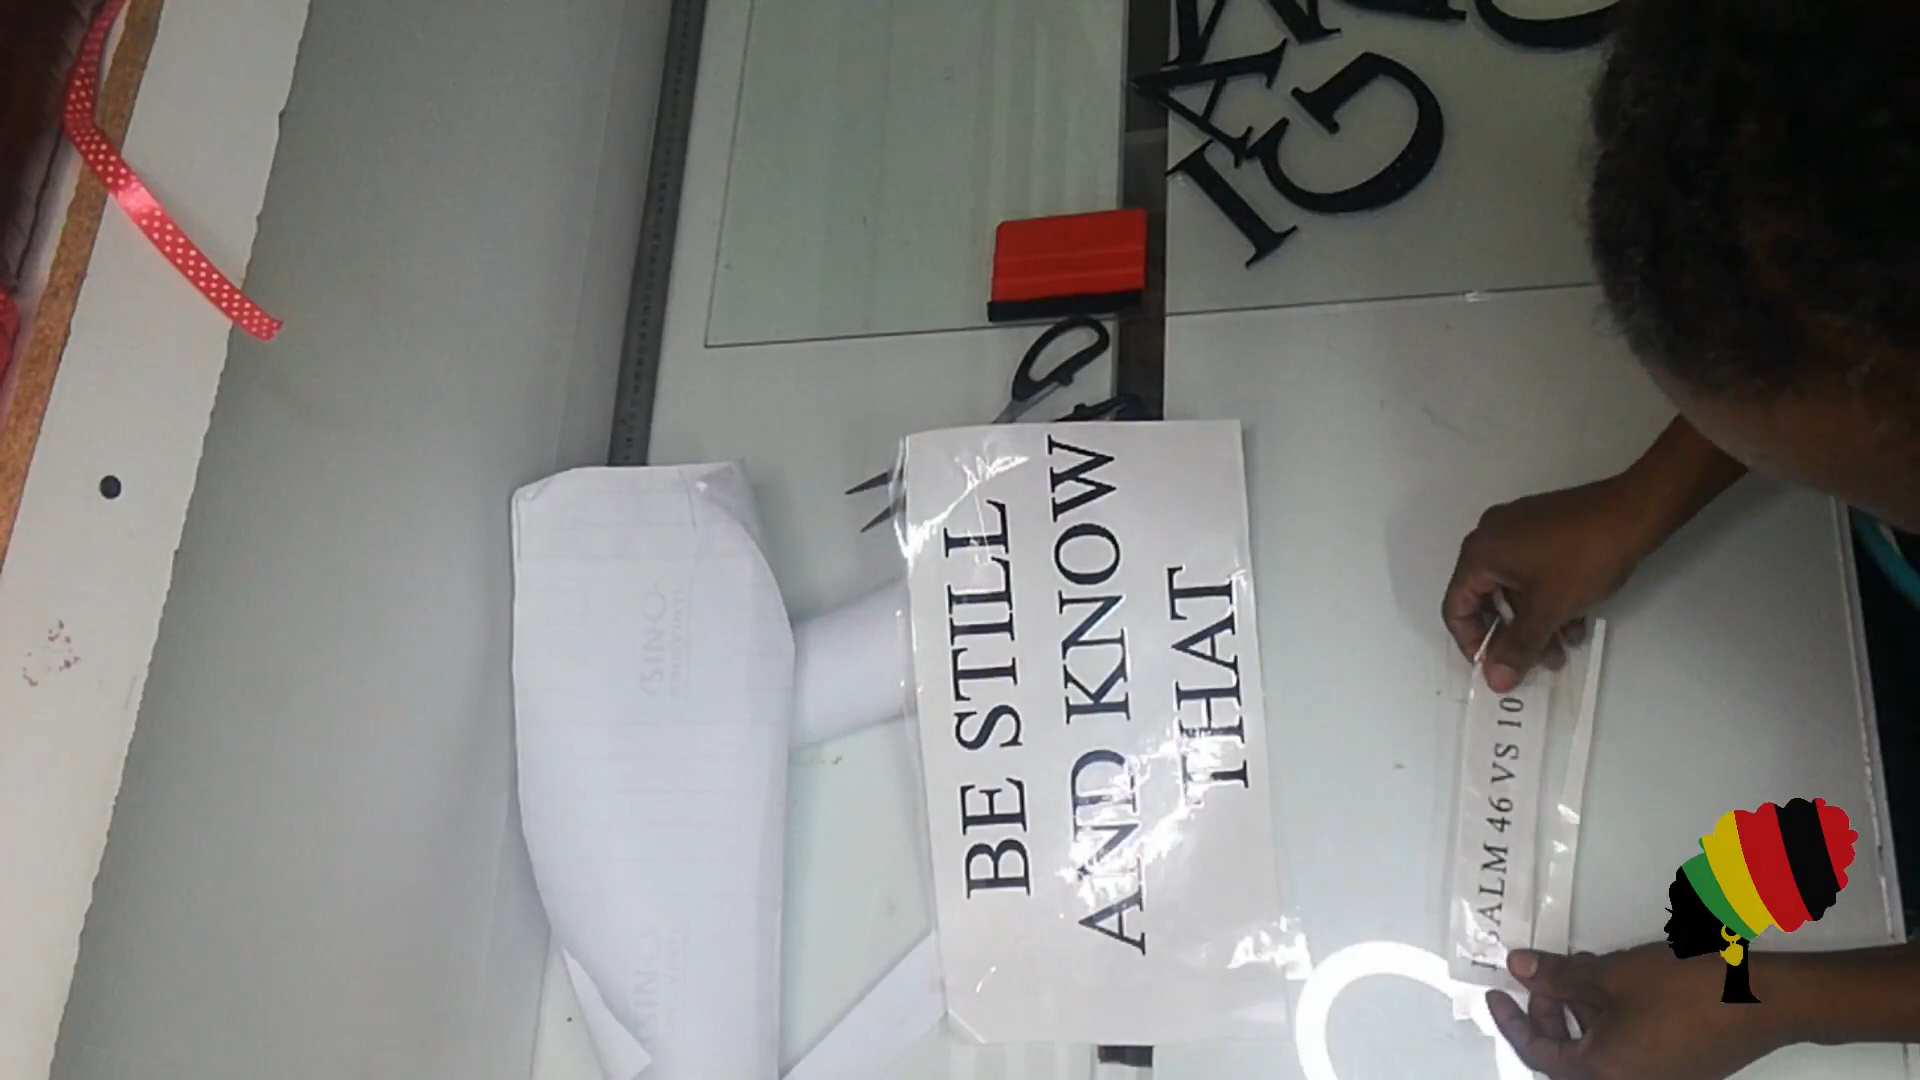 BE STILL
AND KNOW
THAT
PSALM 46 VS 10
I
A
M
G